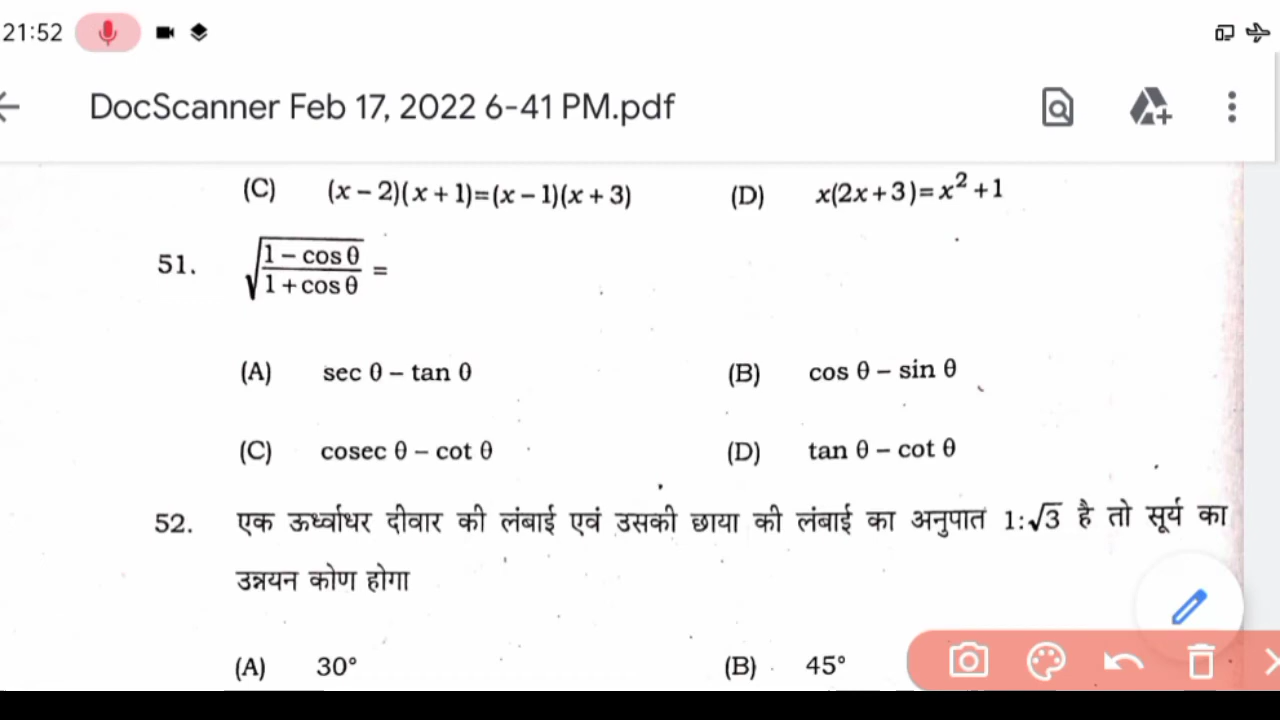 21:52
DocScanner Feb 17, 2022 6-41 PM.pdf
(C) (x – 2)(x + 1)=(x – 1)(x + 3) (D) x(2x+3)=x²+1
51. √((1 – cos θ)/(1 + cos θ)) =
(A) sec θ – tan θ (B) cos θ – sin θ
(C) cosec θ – cot θ (D) tan θ – cot θ
52. एक ऊर्ध्वाधर दीवार की लंबाई एवं उसकी छाया की लंबाई का अनुपात 1:√3 है तो सूर्य का
उन्नयन कोण होगा
(A) 30° (B) 45°